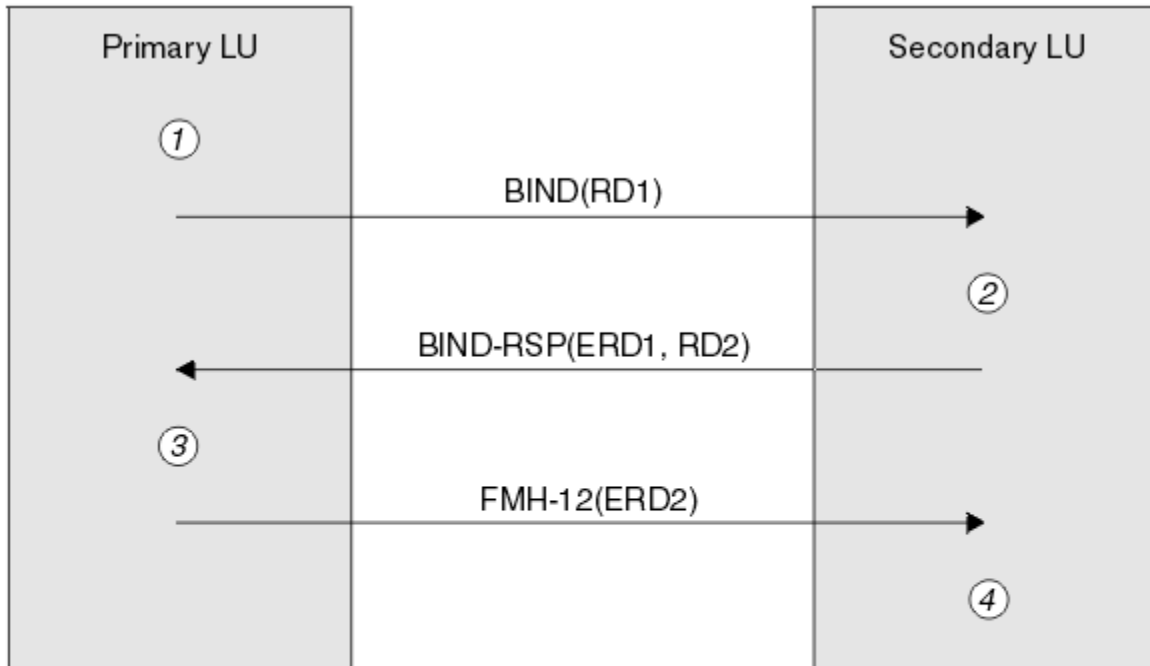 Primary LU
Secondary LU
1
BIND(RD1)
2
BIND-RSP(ERD1, RD2)
3
FMH-12(ERD2)
4